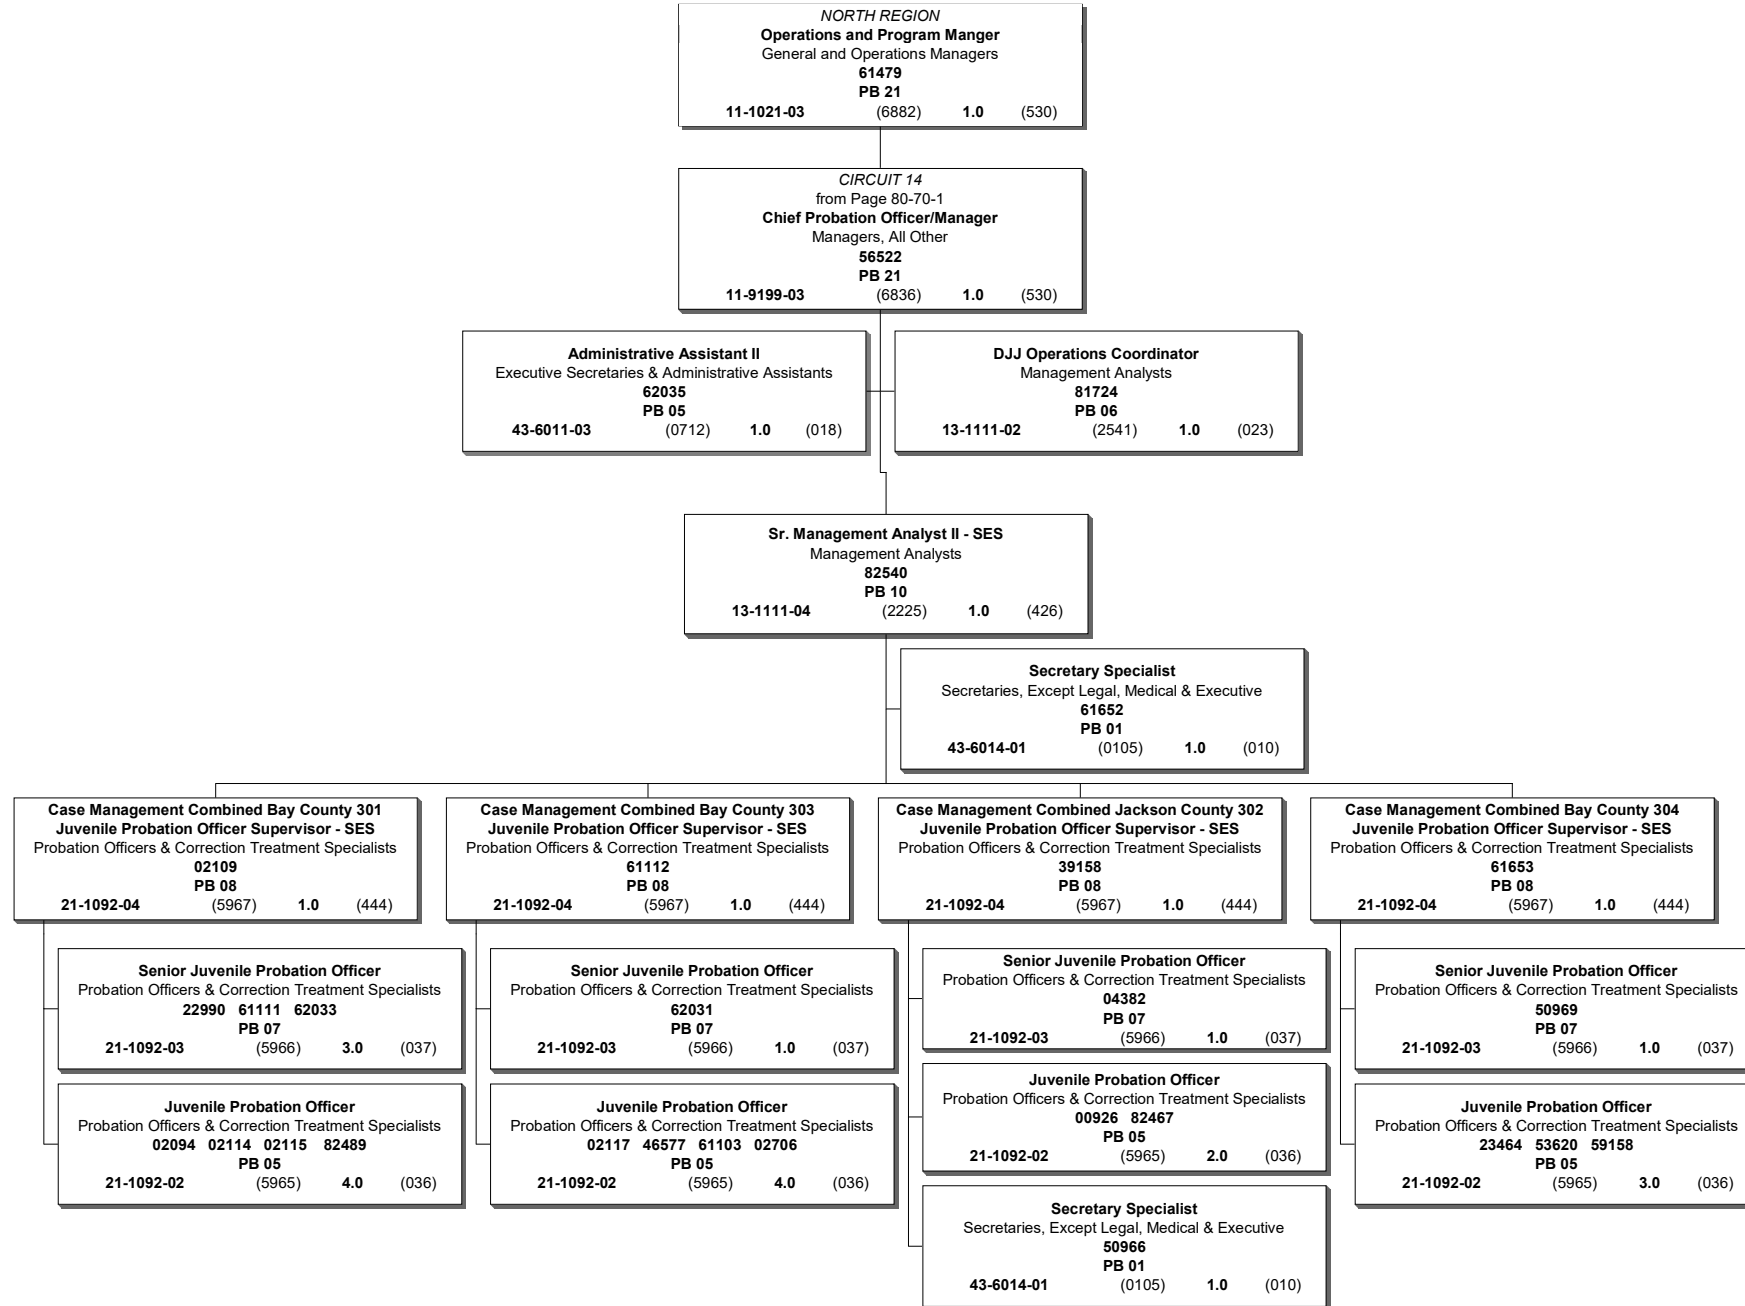 NORTH REGION
Operations and Program Manger
General and Operations Managers
61479
PB 21
11-1021-03 (6882) 1.0 (530)
CIRCUIT 14
from Page 80-70-1
Chief Probation Officer/Manager
Managers, All Other
56522
PB 21
11-9199-03 (6836) 1.0 (530)
Administrative Assistant II
Executive Secretaries & Administrative Assistants
62035
PB 05
43-6011-03 (0712) 1.0 (018)
DJJ Operations Coordinator
Management Analysts
81724
PB 06
13-1111-02 (2541) 1.0 (023)
Sr. Management Analyst II - SES
Management Analysts
82540
PB 10
13-1111-04 (2225) 1.0 (426)
Secretary Specialist
Secretaries, Except Legal, Medical & Executive
61652
PB 01
43-6014-01 (0105) 1.0 (010)
Case Management Combined Bay County 301
Juvenile Probation Officer Supervisor - SES
Probation Officers & Correction Treatment Specialists
02109
PB 08
21-1092-04 (5967) 1.0 (444)
Senior Juvenile Probation Officer
Probation Officers & Correction Treatment Specialists
22990 61111 62033
PB 07
21-1092-03 (5966) 3.0 (037)
Juvenile Probation Officer
Probation Officers & Correction Treatment Specialists
02094 02114 02115 82489
PB 05
21-1092-02 (5965) 4.0 (036)
Case Management Combined Bay County 303
Juvenile Probation Officer Supervisor - SES
Probation Officers & Correction Treatment Specialists
61112
PB 08
21-1092-04 (5967) 1.0 (444)
Senior Juvenile Probation Officer
Probation Officers & Correction Treatment Specialists
62031
PB 07
21-1092-03 (5966) 1.0 (037)
Juvenile Probation Officer
Probation Officers & Correction Treatment Specialists
02117 46577 61103 02706
PB 05
21-1092-02 (5965) 4.0 (036)
Case Management Combined Jackson County 302
Juvenile Probation Officer Supervisor - SES
Probation Officers & Correction Treatment Specialists
39158
PB 08
21-1092-04 (5967) 1.0 (444)
Senior Juvenile Probation Officer
Probation Officers & Correction Treatment Specialists
04382
PB 07
21-1092-03 (5966) 1.0 (037)
Juvenile Probation Officer
Probation Officers & Correction Treatment Specialists
00926 82467
PB 05
21-1092-02 (5965) 2.0 (036)
Secretary Specialist
Secretaries, Except Legal, Medical & Executive
50966
PB 01
43-6014-01 (0105) 1.0 (010)
Case Management Combined Bay County 304
Juvenile Probation Officer Supervisor - SES
Probation Officers & Correction Treatment Specialists
61653
PB 08
21-1092-04 (5967) 1.0 (444)
Senior Juvenile Probation Officer
Probation Officers & Correction Treatment Specialists
50969
PB 07
21-1092-03 (5966) 1.0 (037)
Juvenile Probation Officer
Probation Officers & Correction Treatment Specialists
23464 53620 59158
PB 05
21-1092-02 (5965) 3.0 (036)